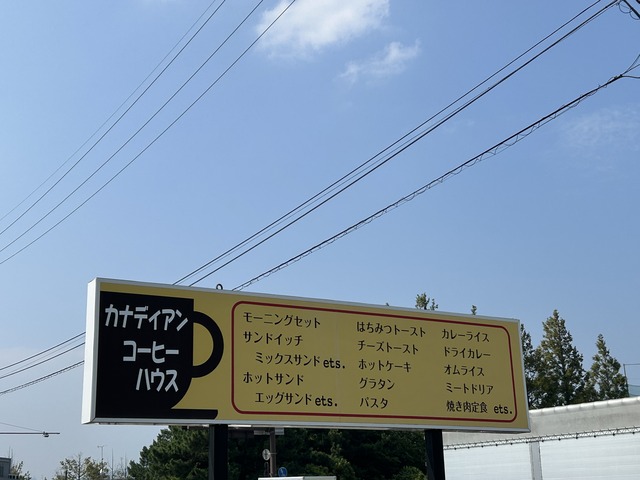 カナディアン
コーヒー
ハウス
モーニングセット
サンドイッチ
ミックスサンド ets.
ホットサンド
エッグサンド ets.
はちみつトースト
チーズトースト
ホットケーキ
グラタン
パスタ
カレーライス
ドライカレー
オムライス
ミートドリア
焼き肉定食 ets.